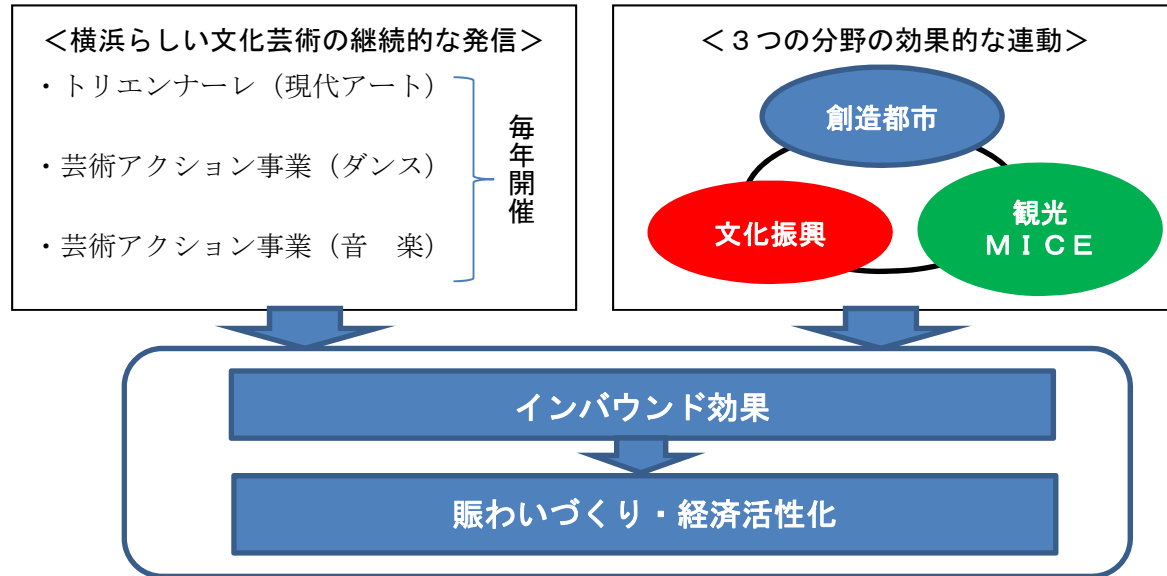 ＜横浜らしい文化芸術の継続的な発信＞
・トリエンナーレ（現代アート）
・芸術アクション事業（ダンス）
・芸術アクション事業（音　楽）
毎年開催
＜３つの分野の効果的な連動＞
創造都市
文化振興
観光
ＭＩＣＥ
インバウンド効果
賑わいづくり・経済活性化